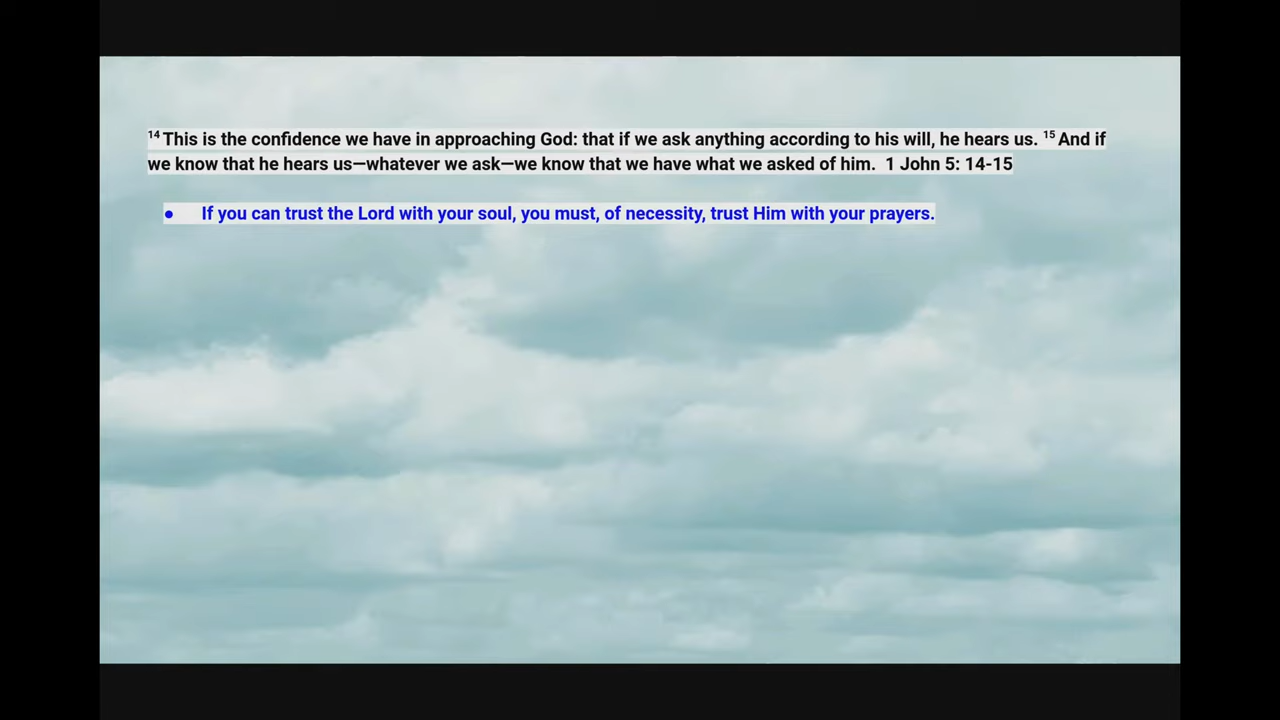 14 This is the confidence we have in approaching God: that if we ask anything according to his will, he hears us. 15 And if
we know that he hears us—whatever we ask—we know that we have what we asked of him.  1 John 5: 14-15
● If you can trust the Lord with your soul, you must, of necessity, trust Him with your prayers.